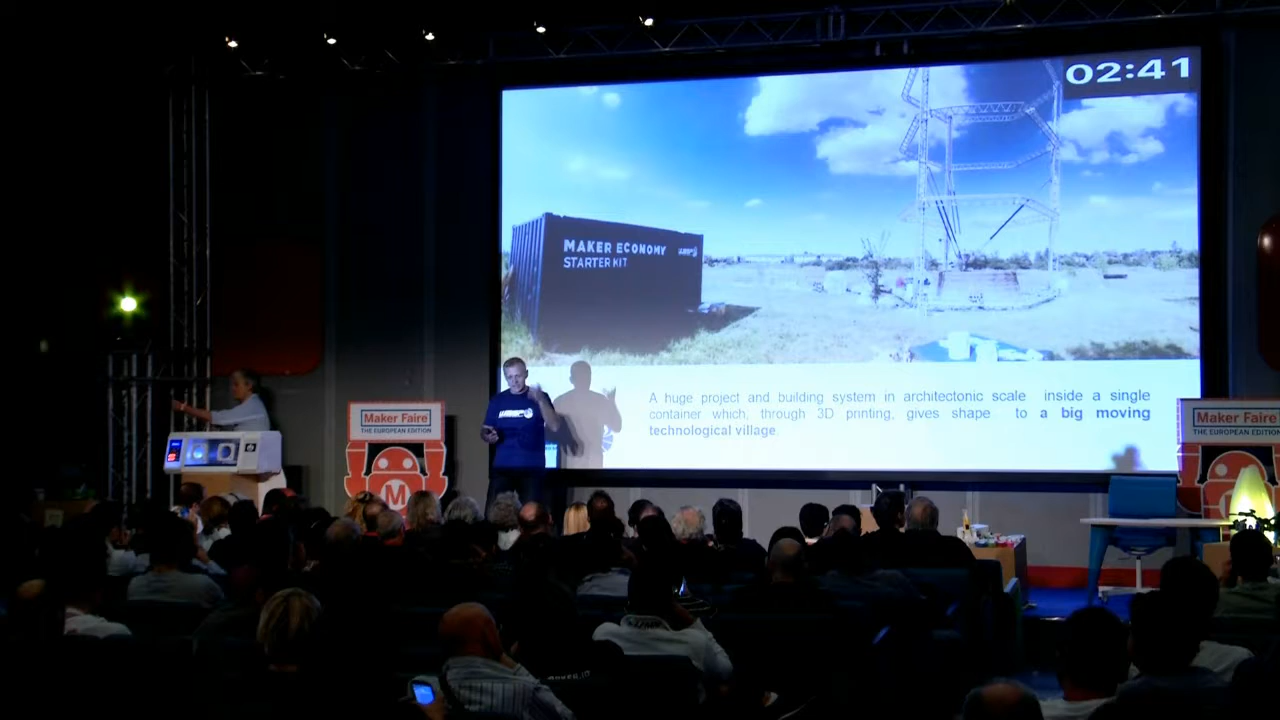 02:41
MAKER ECONOMY
STARTER KIT
A huge project and building system in architectonic scale inside a single
container which, through 3D printing, gives shape to a big moving
technological village.
Maker Faire
THE EUROPEAN EDITION
M
Maker Faire
THE EUROPEAN EDITION